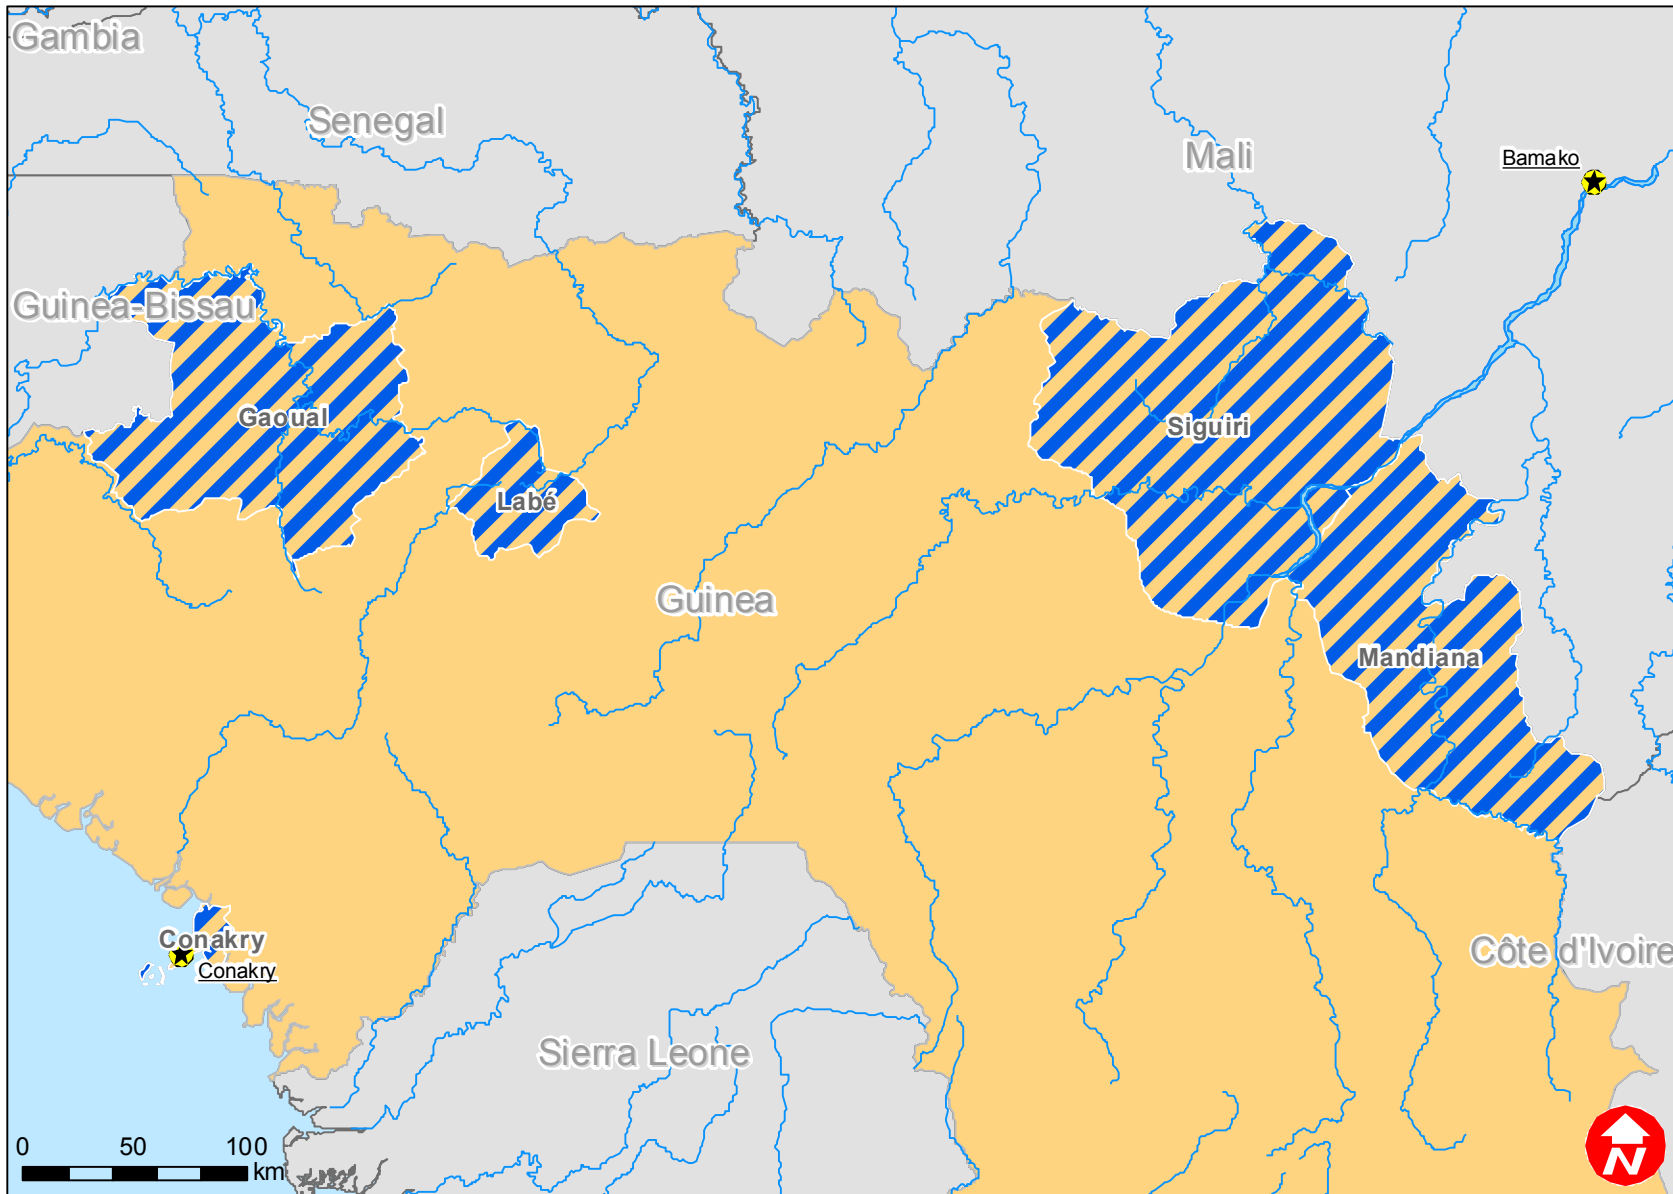 Gambia
Senegal
Mali
Bamako
Guinea-Bissau
Gaoual
Siguiri
Labé
Guinea
Mandiana
Conakry
Conakry
Côte d'Ivoire
Sierra Leone
0 50 100
km
N